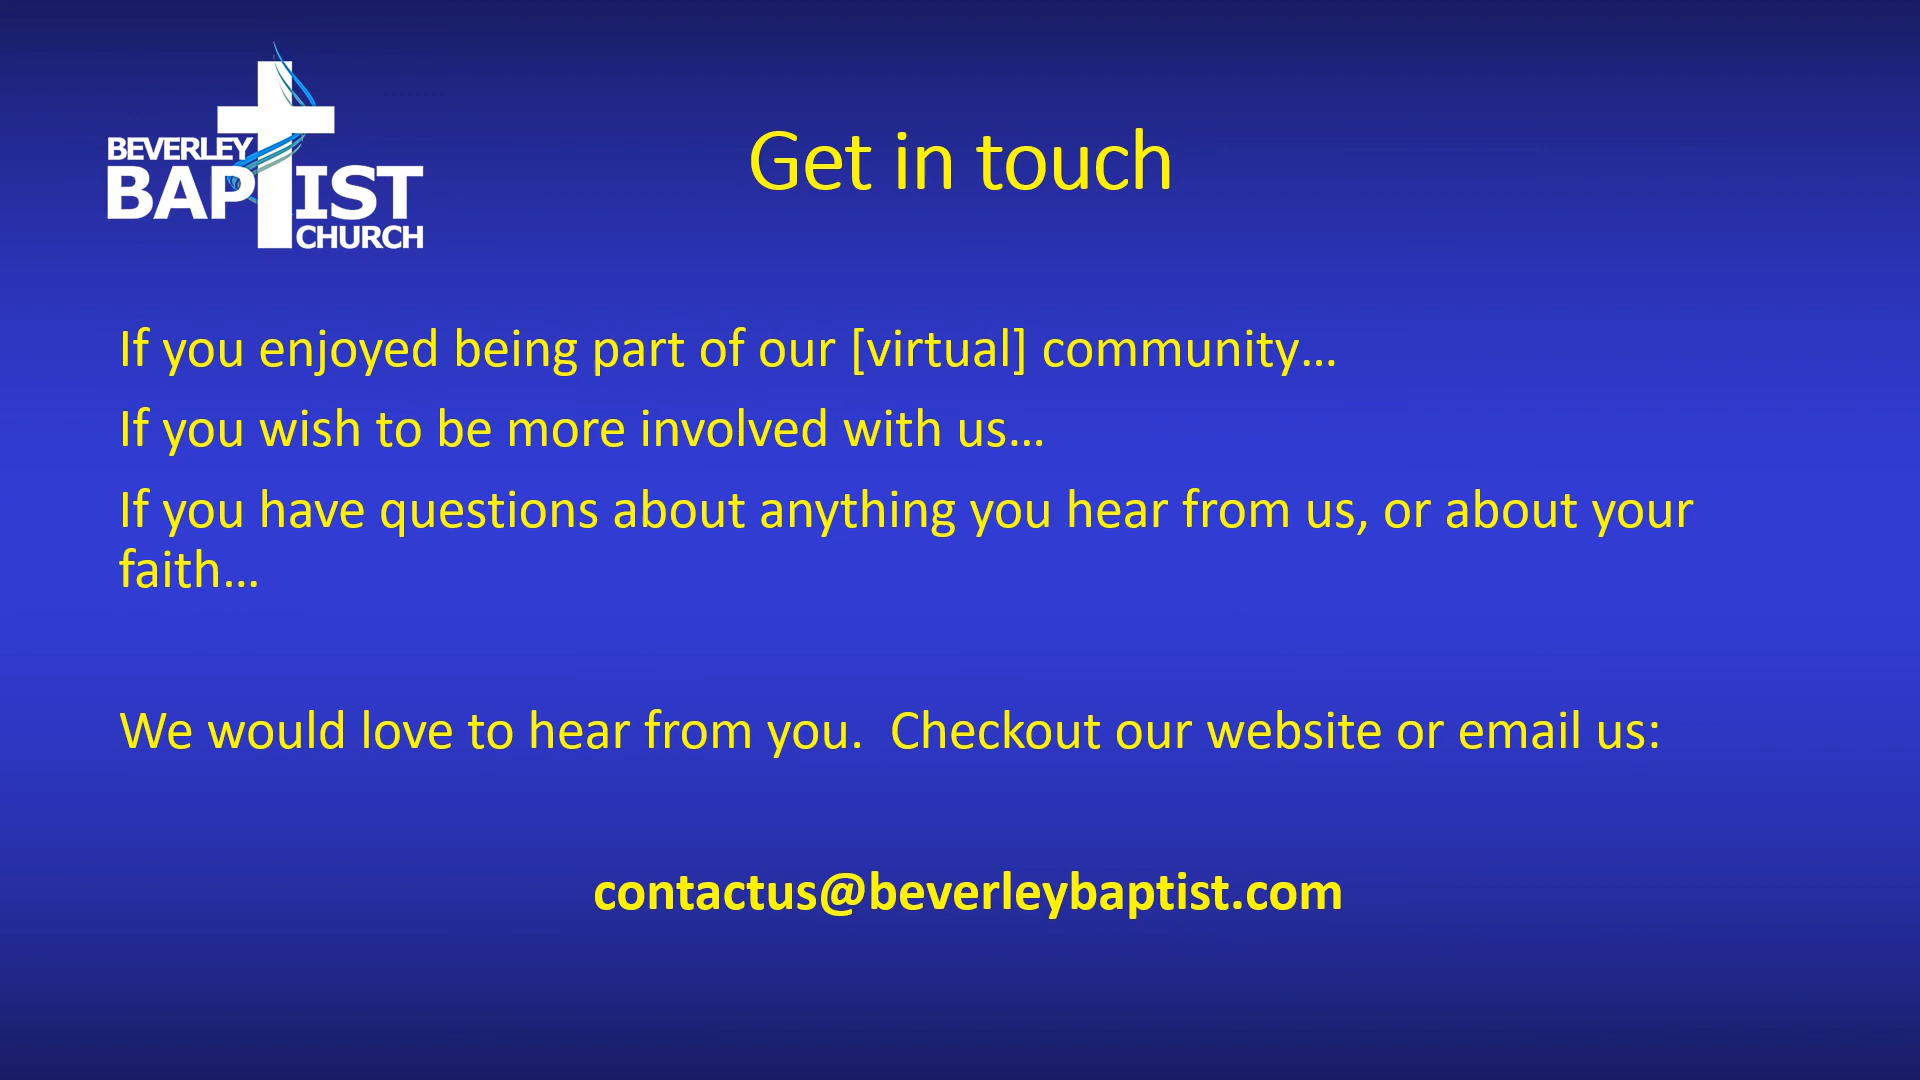 BEVERLEY
BAPTIST
CHURCH
Get in touch
If you enjoyed being part of our [virtual] community…
If you wish to be more involved with us…
If you have questions about anything you hear from us, or about your
faith…
We would love to hear from you.  Checkout our website or email us:
contactus@beverleybaptist.com